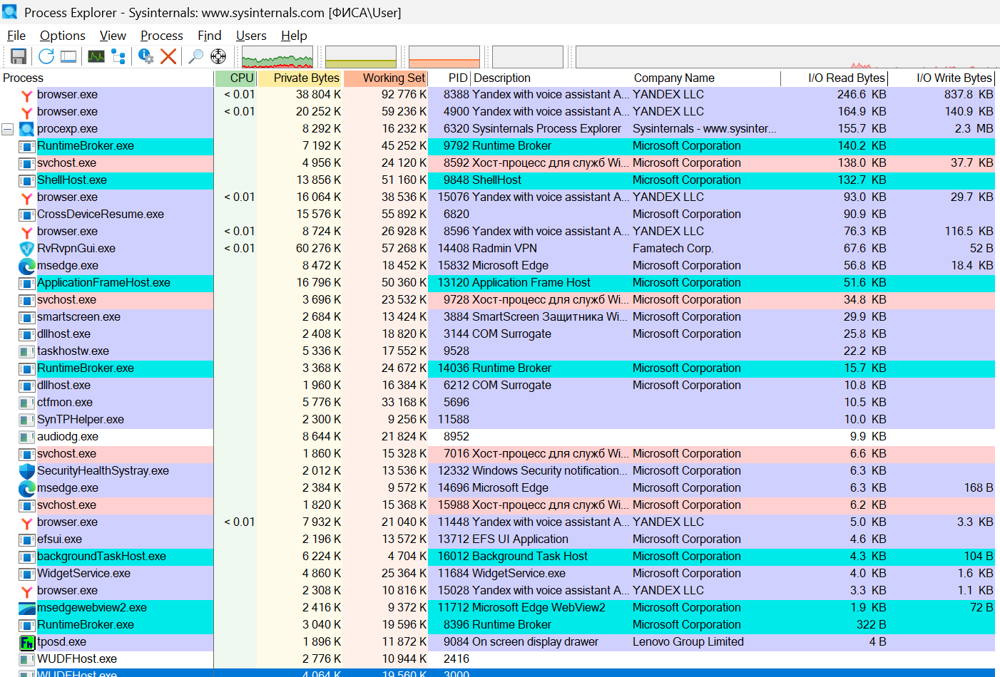 Process Explorer - Sysinternals: www.sysinternals.com [ФИСА\User]
File Options View Process Find Users Help
Process CPU Private Bytes Working Set PID Description Company Name I/O Read Bytes I/O Write Bytes
browser.exe < 0.01 38 804 K 92 776 K 8388 Yandex with voice assistant A... YANDEX LLC 246.6 KB 837.8 KB
browser.exe < 0.01 20 252 K 59 236 K 4900 Yandex with voice assistant A... YANDEX LLC 164.9 KB 140.9 KB
procexp.exe 8 292 K 16 232 K 6320 Sysinternals Process Explorer Sysinternals - www.sysinter... 155.7 KB 2.3 MB
RuntimeBroker.exe 7 192 K 45 252 K 9792 Runtime Broker Microsoft Corporation 140.2 KB
svchost.exe 4 956 K 24 120 K 8592 Хост-процесс для служб Wi... Microsoft Corporation 138.0 KB 37.7 KB
ShellHost.exe 13 856 K 51 160 K 9848 ShellHost Microsoft Corporation 132.7 KB
browser.exe < 0.01 16 064 K 38 536 K 15076 Yandex with voice assistant A... YANDEX LLC 93.0 KB 29.7 KB
CrossDeviceResume.exe 15 576 K 55 892 K 6820 Microsoft Corporation 90.9 KB
browser.exe < 0.01 8 724 K 26 928 K 8596 Yandex with voice assistant A... YANDEX LLC 76.3 KB 116.5 KB
RvRvpnGui.exe < 0.01 60 276 K 57 268 K 14408 Radmin VPN Famatech Corp. 67.6 KB 52 B
msedge.exe 8 472 K 18 452 K 15832 Microsoft Edge Microsoft Corporation 56.8 KB 18.4 KB
ApplicationFrameHost.exe 16 796 K 50 360 K 13120 Application Frame Host Microsoft Corporation 51.6 KB
svchost.exe 3 696 K 23 532 K 9728 Хост-процесс для служб Wi... Microsoft Corporation 34.8 KB
smartscreen.exe 2 684 K 13 424 K 3884 SmartScreen Защитника Wi... Microsoft Corporation 29.9 KB
dllhost.exe 2 408 K 18 820 K 3144 COM Surrogate Microsoft Corporation 25.8 KB
taskhostw.exe 5 336 K 17 552 K 9528 22.2 KB
RuntimeBroker.exe 3 368 K 24 672 K 14036 Runtime Broker Microsoft Corporation 15.7 KB
dllhost.exe 1 960 K 16 384 K 6212 COM Surrogate Microsoft Corporation 10.8 KB
ctfmon.exe 5 776 K 33 168 K 5696 10.5 KB
SynTPHelper.exe 2 300 K 9 256 K 11588 10.0 KB
audiodg.exe 8 644 K 21 824 K 8952 9.9 KB
svchost.exe 1 860 K 15 328 K 7016 Хост-процесс для служб Wi... Microsoft Corporation 6.6 KB
SecurityHealthSystray.exe 2 012 K 13 536 K 12332 Windows Security notification... Microsoft Corporation 6.3 KB
msedge.exe 2 384 K 9 572 K 14696 Microsoft Edge Microsoft Corporation 6.3 KB 168 B
svchost.exe 1 820 K 15 368 K 15988 Хост-процесс для служб Wi... Microsoft Corporation 6.2 KB
browser.exe < 0.01 7 932 K 21 040 K 11448 Yandex with voice assistant A... YANDEX LLC 5.0 KB 3.3 KB
efsui.exe 2 196 K 13 572 K 13712 EFS UI Application Microsoft Corporation 4.6 KB
backgroundTaskHost.exe 6 224 K 4 704 K 16012 Background Task Host Microsoft Corporation 4.3 KB 104 B
WidgetService.exe 4 860 K 25 364 K 11684 WidgetService.exe Microsoft Corporation 4.0 KB 1.6 KB
browser.exe 2 308 K 10 816 K 15028 Yandex with voice assistant A... YANDEX LLC 3.3 KB 1.1 KB
msedgewebview2.exe 2 416 K 9 372 K 11712 Microsoft Edge WebView2 Microsoft Corporation 1.9 KB 72 B
RuntimeBroker.exe 3 040 K 19 596 K 8396 Runtime Broker Microsoft Corporation 322 B
Fn tposd.exe 1 896 K 11 872 K 9084 On screen display drawer Lenovo Group Limited 4 B
WUDFHost.exe 2 776 K 10 944 K 2416
WUDFHost.exe 4 064 K 19 560 K 3000